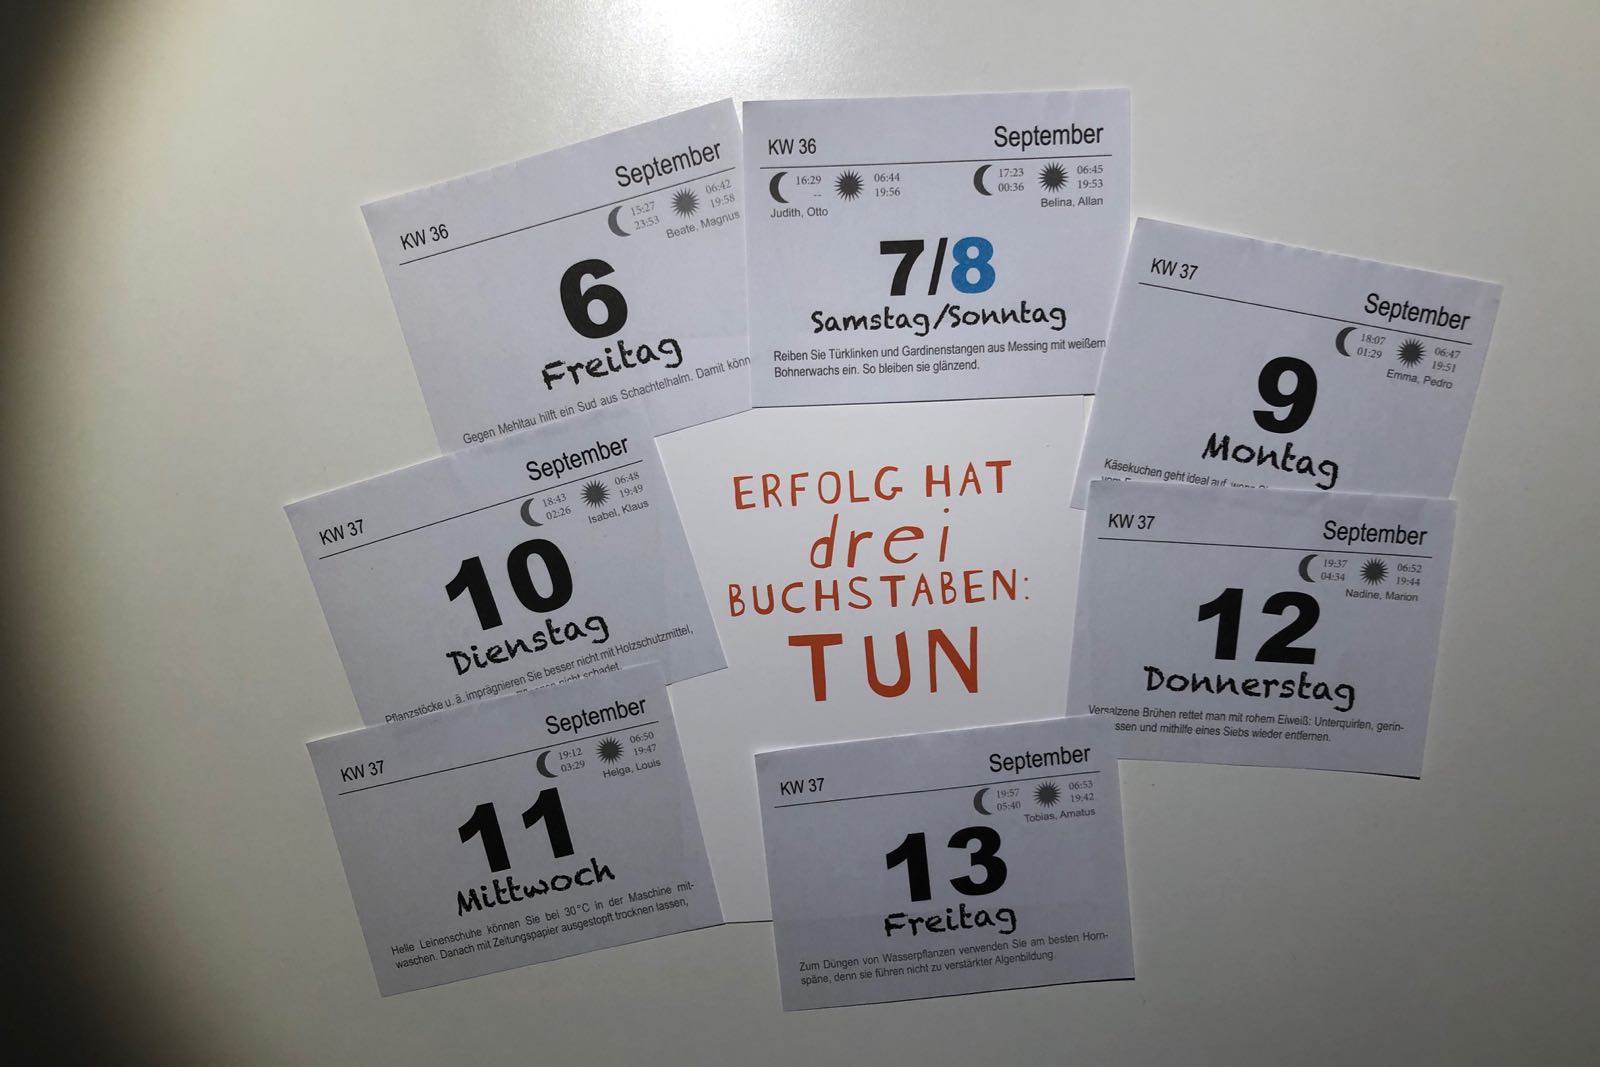 September
KW 36
15:27
23:53
06:42
19:58
Beate, Magnus
6
Freitag
Gegen Mehltau hilft ein Sud aus Schachtelhalm. Damit könn
KW 36
September
16:29
--
06:44
19:56
Judith, Otto
17:23
00:36
06:45
19:53
Belina, Allan
7/8
Samstag/Sonntag
Reiben Sie Türklinken und Gardinenstangen aus Messing mit weißem
Bohnerwachs ein. So bleiben sie glänzend.
KW 37
September
18:07
01:29
06:47
19:51
Emma, Pedro
9
Montag
Käsekuchen geht ideal auf, wenn
vom
September
KW 37
18:43
02:26
06:48
19:49
Isabel, Klaus
10
Dienstag
Pflanzstöcke u. ä. imprägnieren Sie besser nicht mit Holzschutzmittel,
nicht schadet.
ERFOLG HAT
drei
BUCHSTABEN:
TUN
KW 37
September
19:37
04:34
06:52
19:44
Nadine, Marion
12
Donnerstag
Versalzene Brühen rettet man mit rohem Eiweiß: Unterquirlen, gerin-
ssen und mithilfe eines Siebs wieder entfernen.
September
KW 37
19:12
03:29
06:50
19:47
Helga, Louis
11
Mittwoch
Helle Leinenschuhe können Sie bei 30°C in der Maschine mit-
waschen. Danach mit Zeitungspapier ausgestopft trocknen lassen,
September
KW 37
19:57
05:40
06:53
19:42
Tobias, Amatus
13
Freitag
Zum Düngen von Wasserpflanzen verwenden Sie am besten Horn-
späne, denn sie führen nicht zu verstärkter Algenbildung.